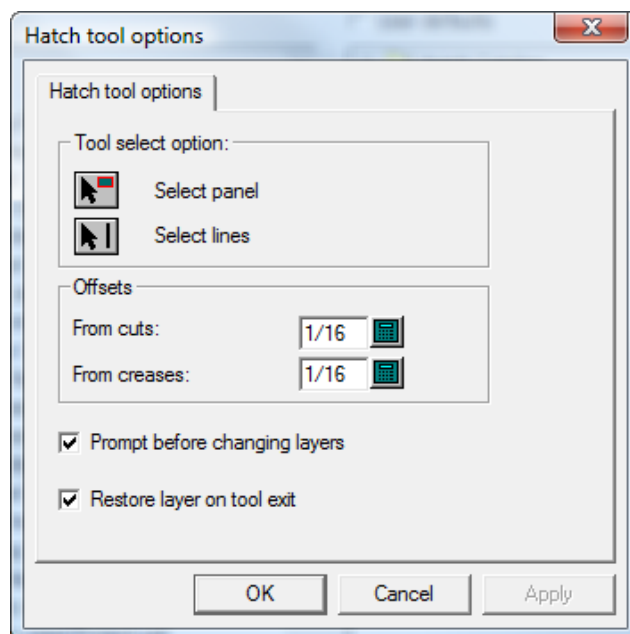 Hatch tool options
Hatch tool options
Tool select option:
Select panel
Select lines
Offsets
From cuts: 1/16
From creases: 1/16
Prompt before changing layers
Restore layer on tool exit
OK Cancel Apply